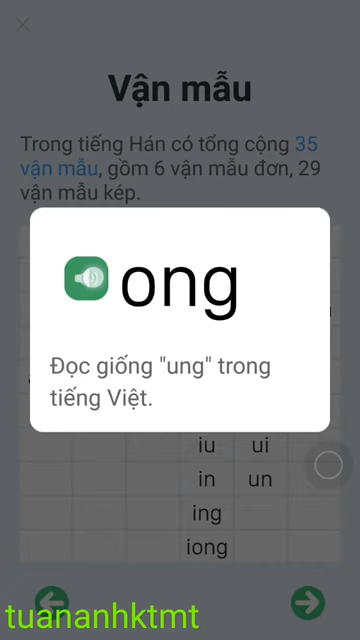 Vận mẫu
Trong tiếng Hán có tổng cộng 35
vận mẫu, gồm 6 vận mẫu đơn, 29
vận mẫu kép.
ong
Đọc giống "ung" trong
tiếng Việt.
iu ui
in un
ing
iong
tuananhktmt